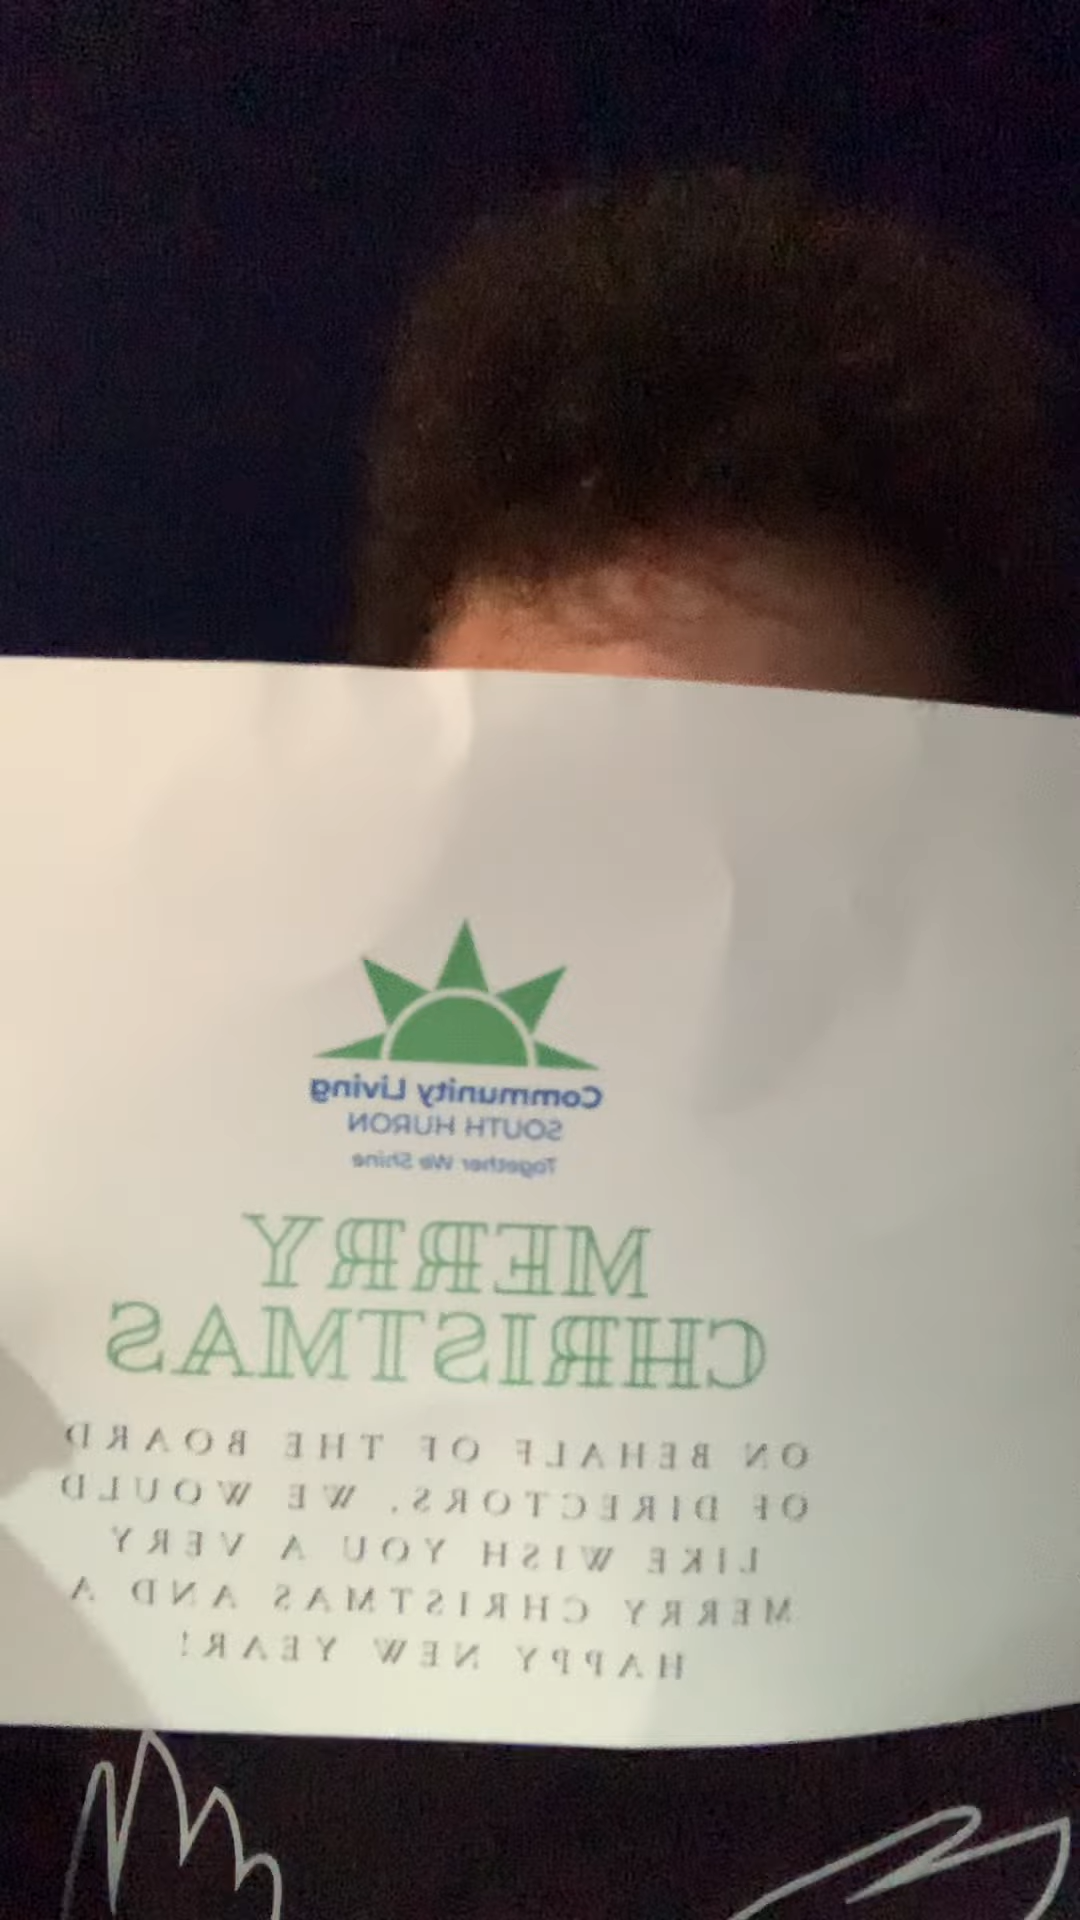 Community Living
SOUTH HURON
Together We Shine
MERRY
CHRISTMAS
ON BEHALF OF THE BOARD
OF DIRECTORS, WE WOULD
LIKE WISH YOU A VERY
MERRY CHRISTMAS AND A
HAPPY NEW YEAR!